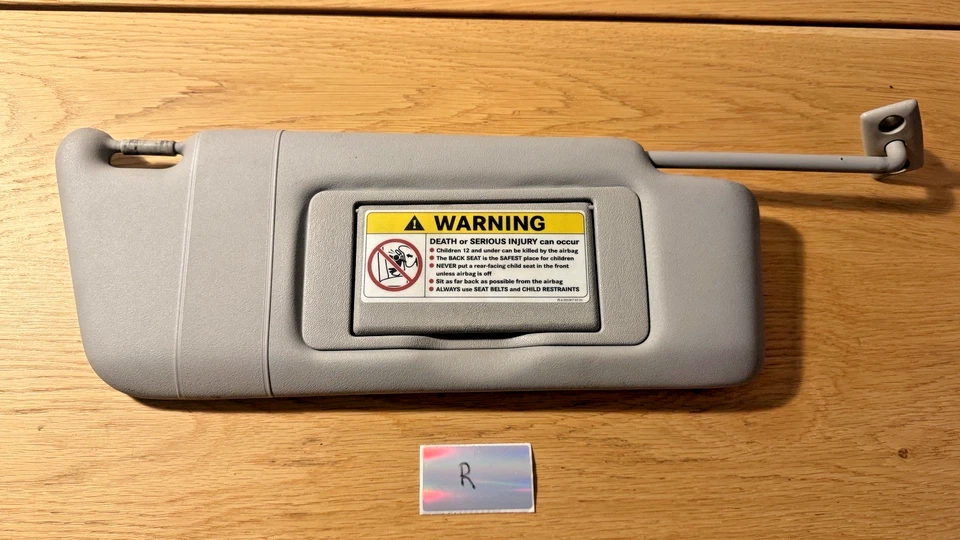 WARNING
DEATH or SERIOUS INJURY can occur
● Children 12 and under can be killed by the airbag
● The BACK SEAT is the SAFEST place for children
● NEVER put a rear-facing child seat in the front
unless airbag is off
● Sit as far back as possible from the airbag
● ALWAYS use SEAT BELTS and CHILD RESTRAINTS
R